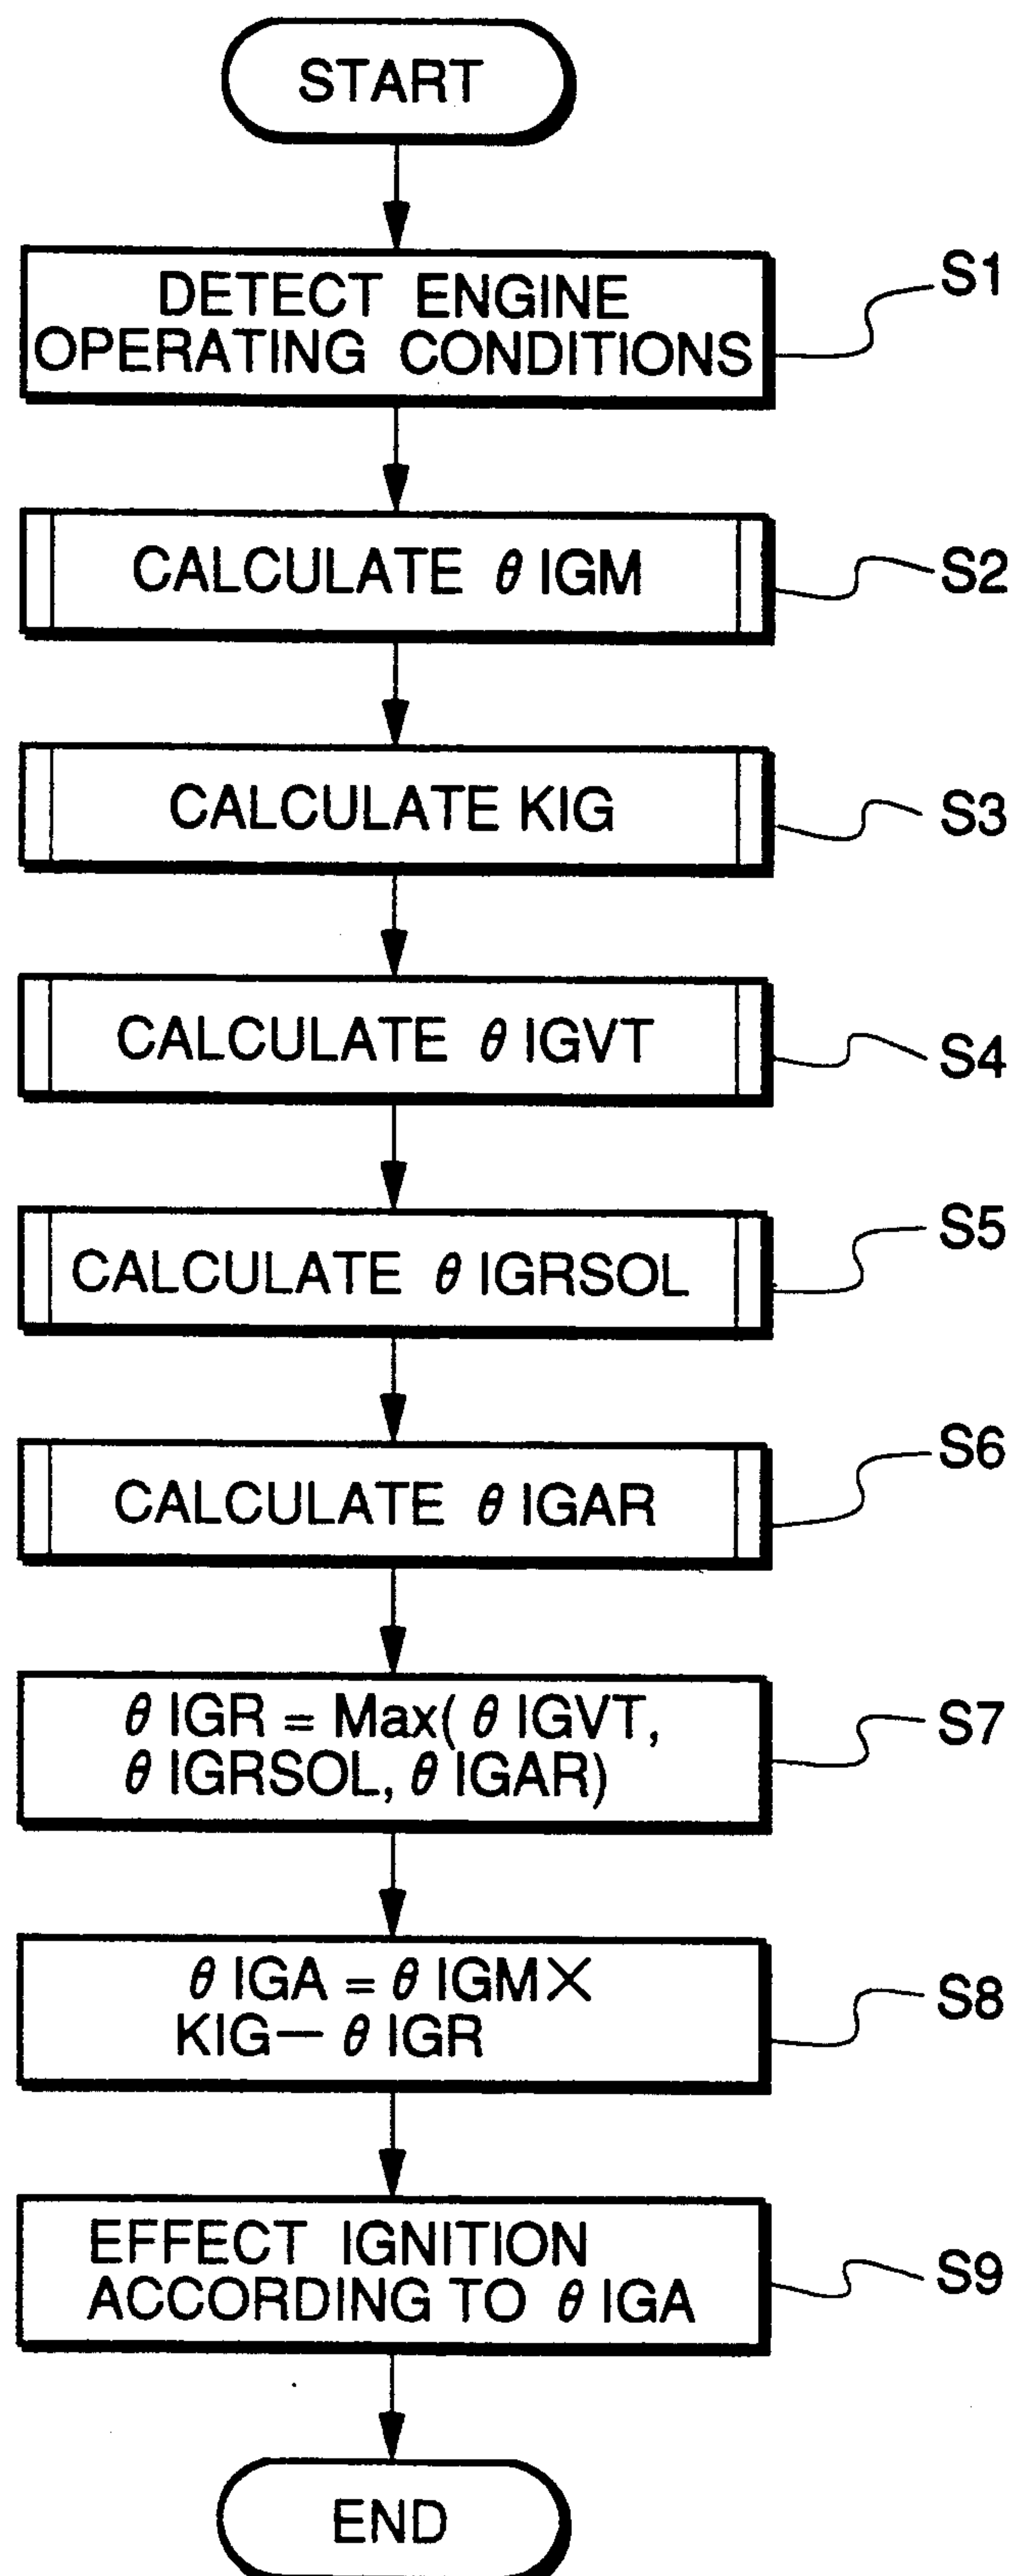 START
DETECT ENGINE
OPERATING CONDITIONS
S1
CALCULATE θ IGM
S2
CALCULATE KIG
S3
CALCULATE θ IGVT
S4
CALCULATE θ IGRSOL
S5
CALCULATE θ IGAR
S6
θ IGR = Max( θ IGVT,
θ IGRSOL, θ IGAR)
S7
θ IGA = θ IGM×
KIG— θ IGR
S8
EFFECT IGNITION
ACCORDING TO θ IGA
S9
END